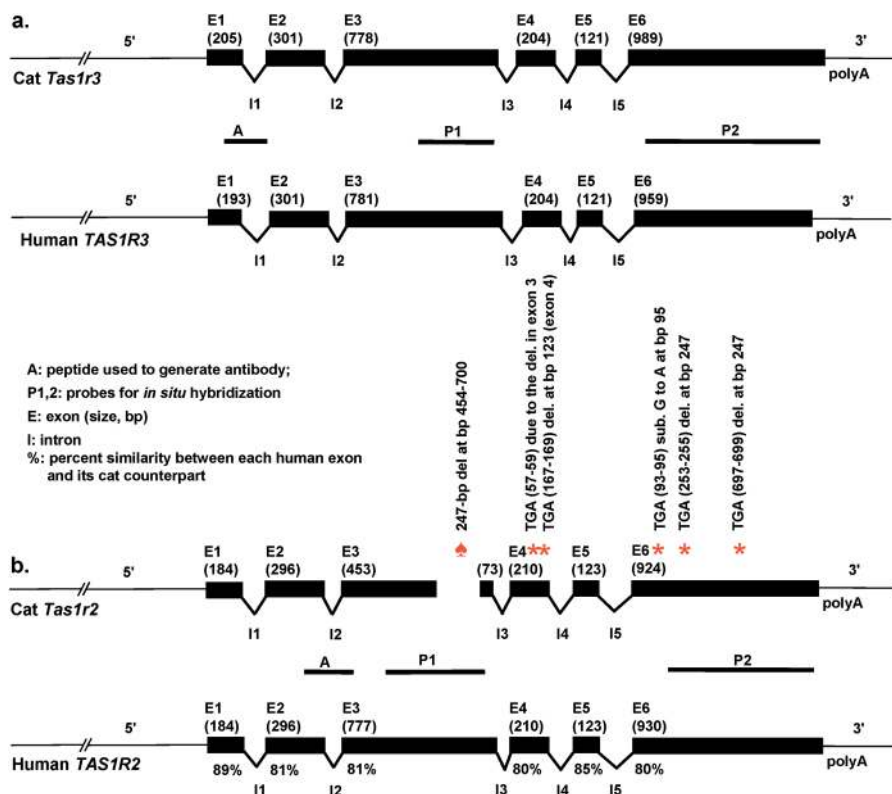 a.
E1 E2 E3 E4 E5 E6
5' (205) (301) (778) (204) (121) (989) 3'
Cat Tas1r3 polyA
I1 I2 I3 I4 I5
A P1 P2
E1 E2 E3 E4 E5 E6
5' (193) (301) (781) (204) (121) (959) 3'
Human TAS1R3 polyA
I1 I2 I3 I4 I5
A: peptide used to generate antibody;
P1,2: probes for in situ hybridization
E: exon (size, bp)
I: intron
%: percent similarity between each human exon
and its cat counterpart
247-bp del at bp 454-700
TGA (57-59) due to the del. in exon 3
TGA (167-169) del. at bp 123 (exon 4)
TGA (93-95) sub. G to A at bp 95
TGA (253-255) del. at bp 247
TGA (697-699) del. at bp 247
b.
E1 E2 E3 E4 E5 E6
5' (184) (296) (453) (73) (210) (123) (924) 3'
Cat Tas1r2 polyA
I1 I2 I3 I4 I5
A P1 P2
E1 E2 E3 E4 E5 E6
5' (184) (296) (777) (210) (123) (930) 3'
Human TAS1R2 polyA
89% 81% 81% 80% 85% 80%
I1 I2 I3 I4 I5